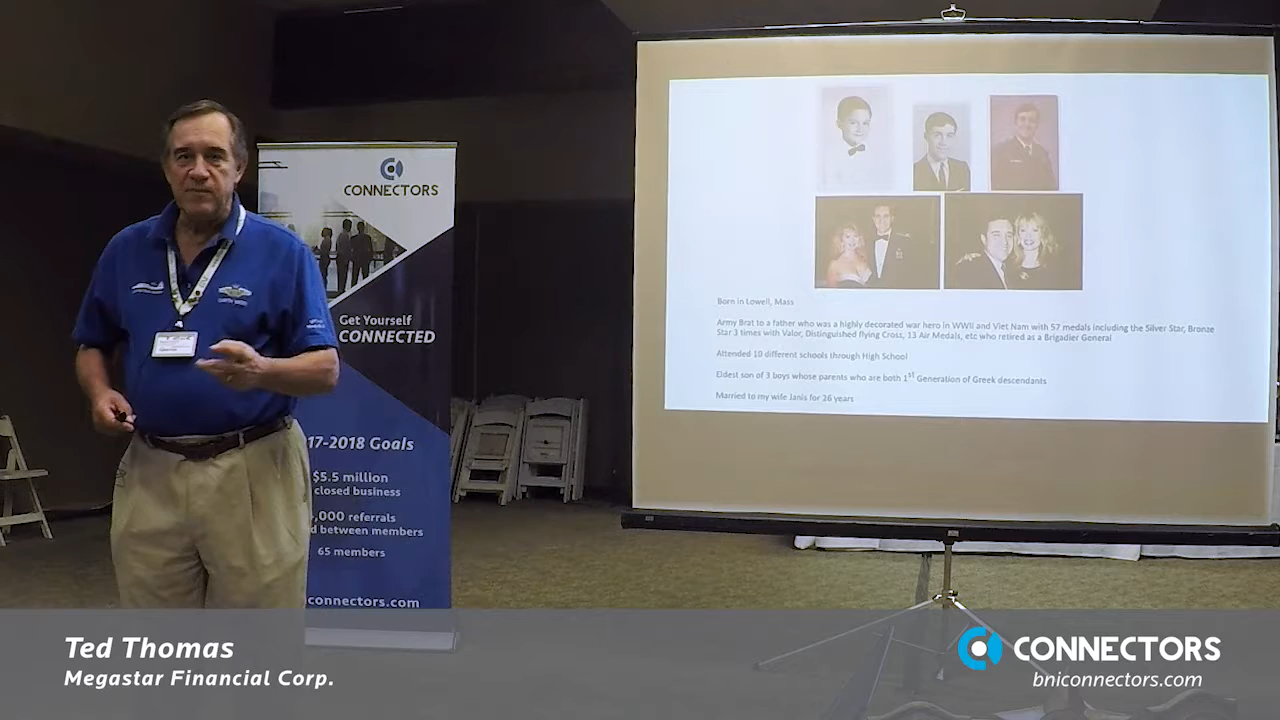 CONNECTORS
Get Yourself
CONNECTED
17-2018 Goals
$5.5 million
closed business
,000 referrals
d between members
65 members
connectors.com
Born in Lowell, Mass
Army Brat to a father who was a highly decorated war hero in WWII and Viet Nam with 57 medals including the Silver Star, Bronze
Star 3 times with Valor, Distinguished flying Cross, 13 Air Medals, etc who retired as a Brigadier General
Attended 10 different schools through High School
Eldest son of 3 boys whose parents who are both 1st Generation of Greek descendants
Married to my wife Janis for 26 years
Ted Thomas
Megastar Financial Corp.
CONNECTORS
bniconnectors.com